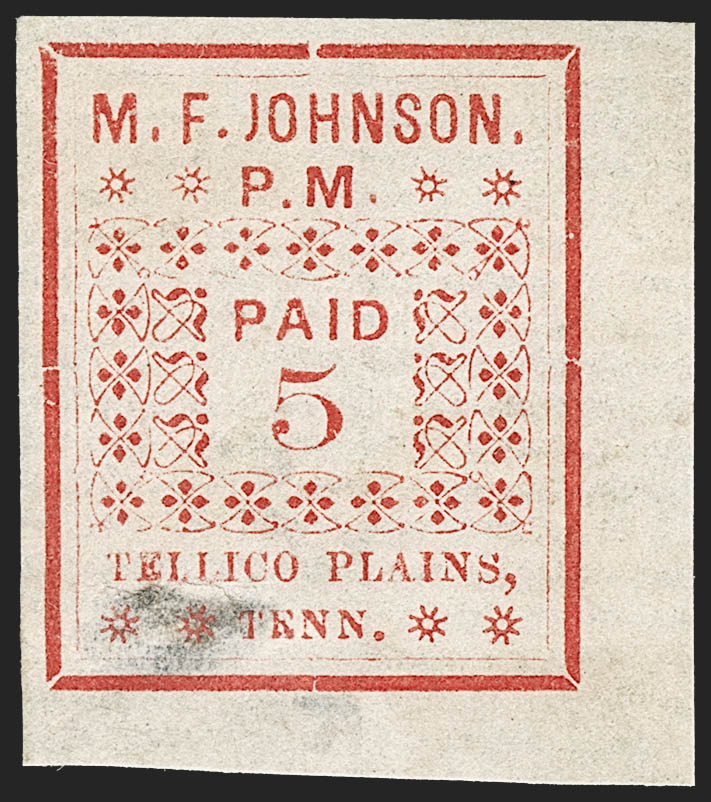 M. F. JOHNSON.
P.M.
PAID
5
TELLICO PLAINS,
TENN.